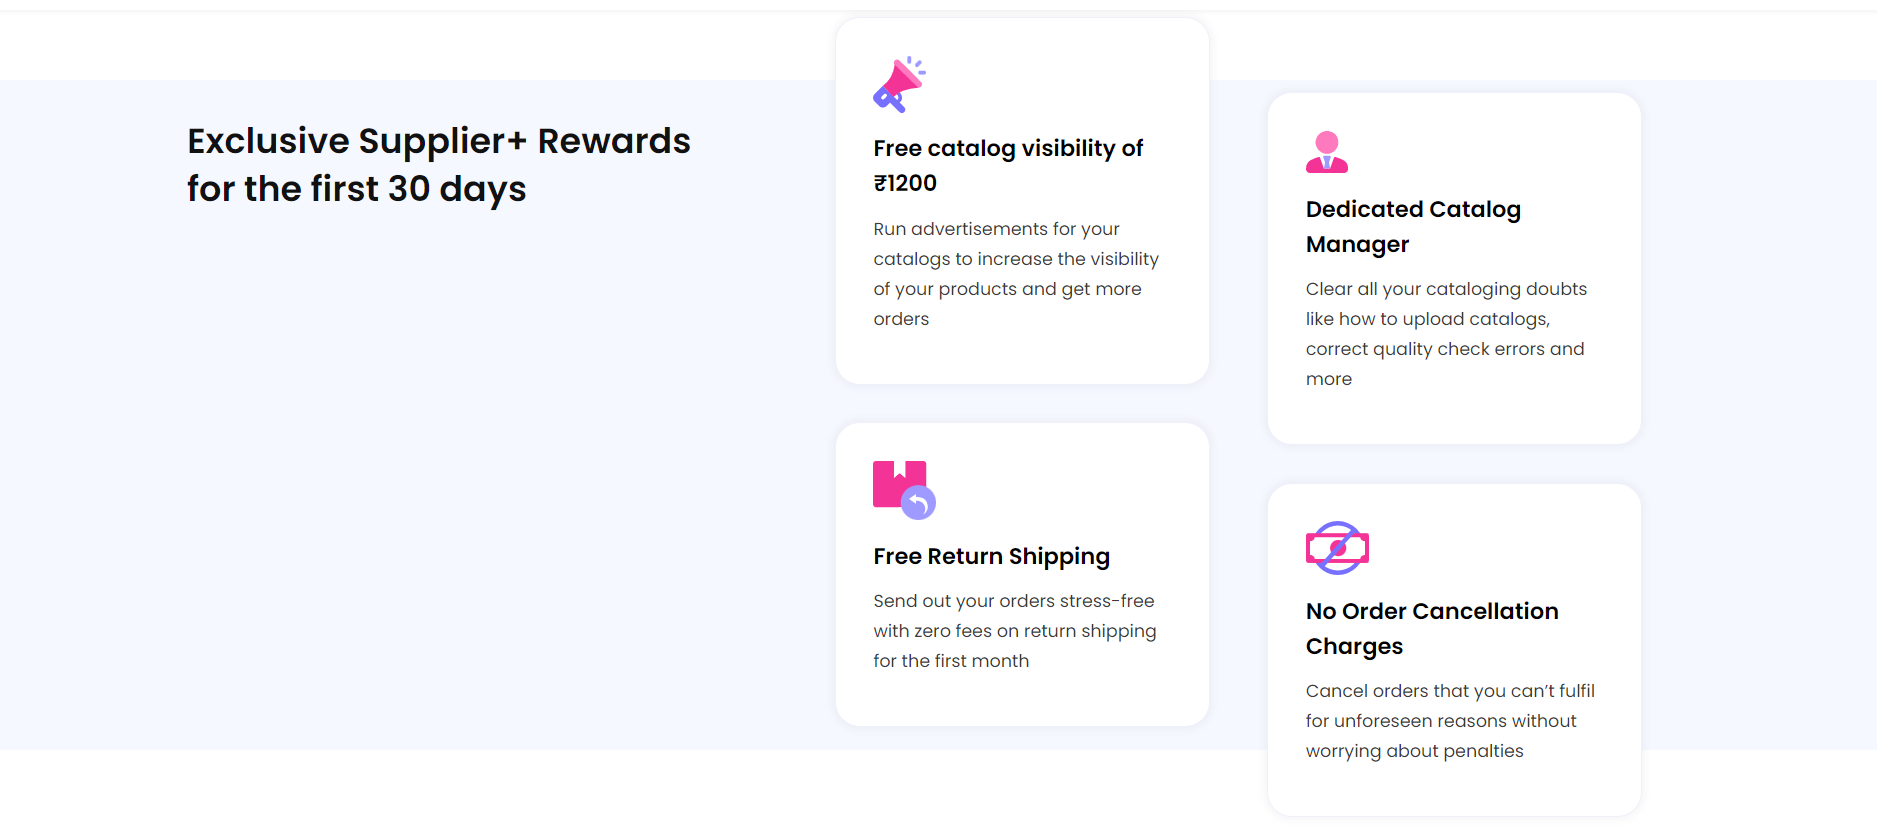 Exclusive Supplier+ Rewards
for the first 30 days
Free catalog visibility of
₹1200
Run advertisements for your
catalogs to increase the visibility
of your products and get more
orders
Free Return Shipping
Send out your orders stress-free
with zero fees on return shipping
for the first month
Dedicated Catalog
Manager
Clear all your cataloging doubts
like how to upload catalogs,
correct quality check errors and
more
No Order Cancellation
Charges
Cancel orders that you can’t fulfil
for unforeseen reasons without
worrying about penalties